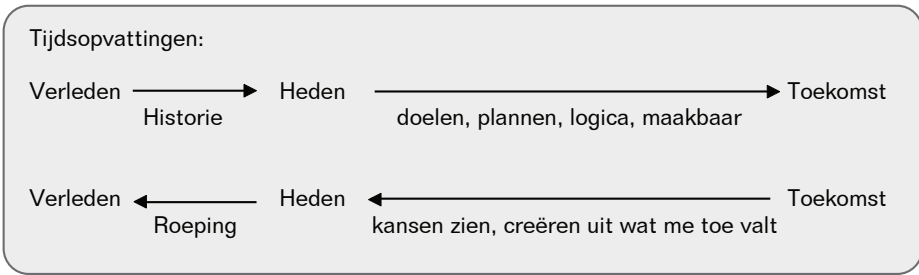 Tijdsopvattingen:
Verleden Heden Toekomst
Historie doelen, plannen, logica, maakbaar
Verleden Heden Toekomst
Roeping kansen zien, creëren uit wat me toe valt